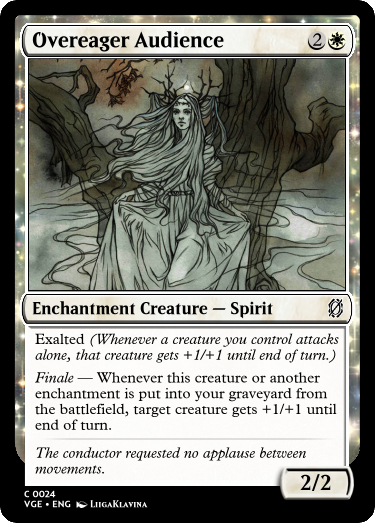 Overeager Audience 2
Enchantment Creature — Spirit
Exalted (Whenever a creature you control attacks
alone, that creature gets +1/+1 until end of turn.)
Finale — Whenever this creature or another
enchantment is put into your graveyard from
the battlefield, target creature gets +1/+1 until
end of turn.
The conductor requested no applause between
movements.
2/2
C 0024
VGE • ENG LIIGAKLAVINA